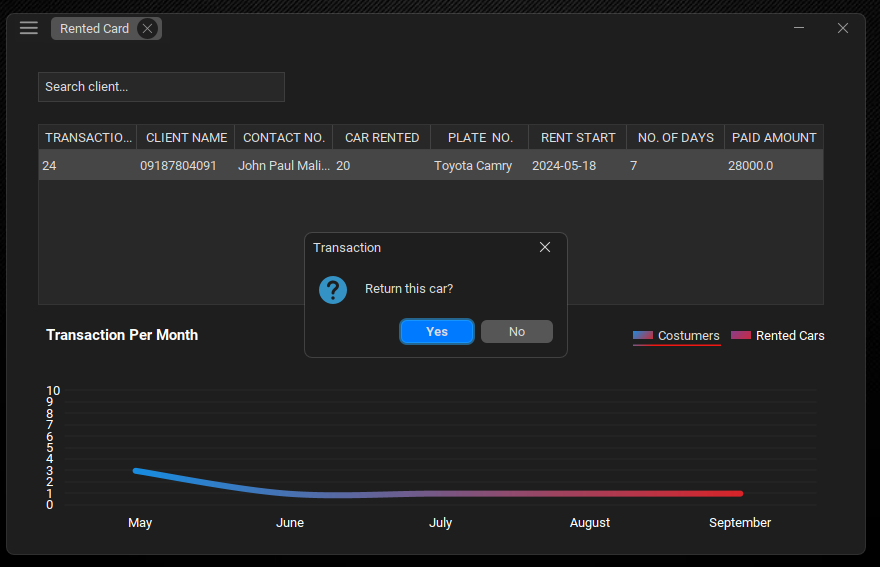 Rented Card
Search client...
TRANSACTIO... CLIENT NAME CONTACT NO. CAR RENTED PLATE NO. RENT START NO. OF DAYS PAID AMOUNT
24 09187804091 John Paul Mali... 20 Toyota Camry 2024-05-18 7 28000.0
Transaction
Return this car?
Yes No
Transaction Per Month
Costumers Rented Cars
10
9
8
7
6
5
4
3
2
1
0
May June July August September